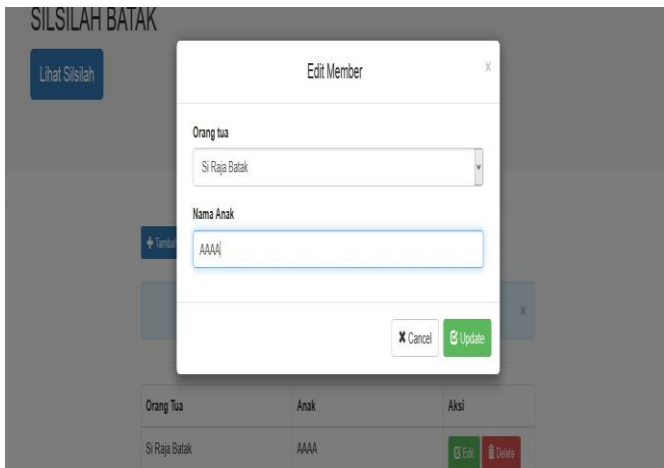 SILSILAH BATAK
Lihat Silsilah
Edit Member
X
Orang tua
Si Raja Batak
Nama Anak
AAAA
Cancel
Update
X
Orang Tua Anak Aksi
Si Raja Batak AAAA Edit Delete